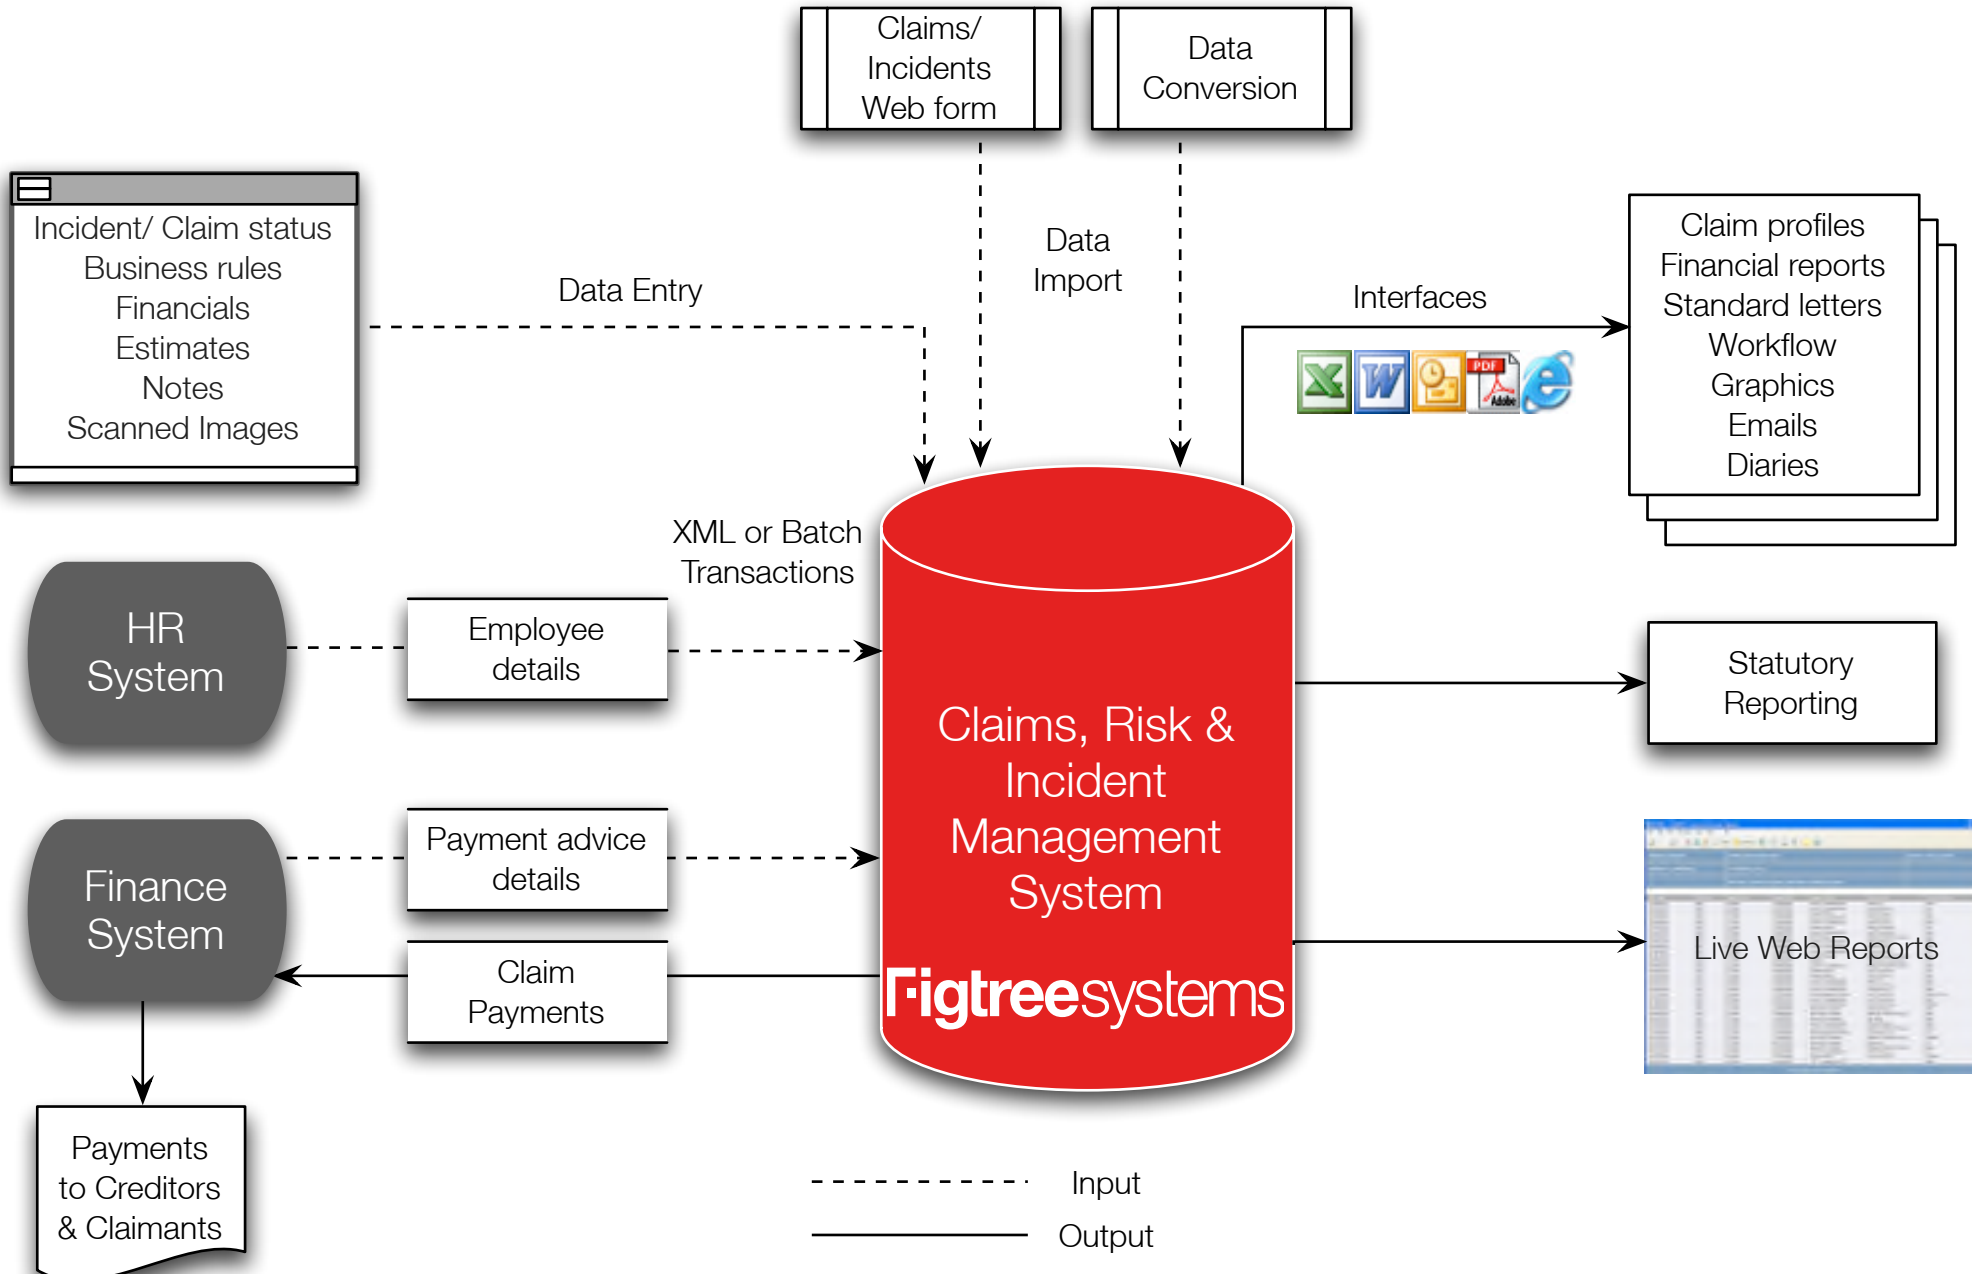 Claims/
Incidents
Web form
Data
Conversion
Incident/ Claim status
Business rules
Financials
Estimates
Notes
Scanned Images
Data Entry
Data
Import
Interfaces
PDF
Adobe
Claim profiles
Financial reports
Standard letters
Workflow
Graphics
Emails
Diaries
XML or Batch
Transactions
HR
System
Employee
details
Statutory
Reporting
Claims, Risk &
Incident
Management
System
Figtreesystems
Finance
System
Payment advice
details
Claim
Payments
Live Web Reports
Payments
to Creditors
& Claimants
Input
Output